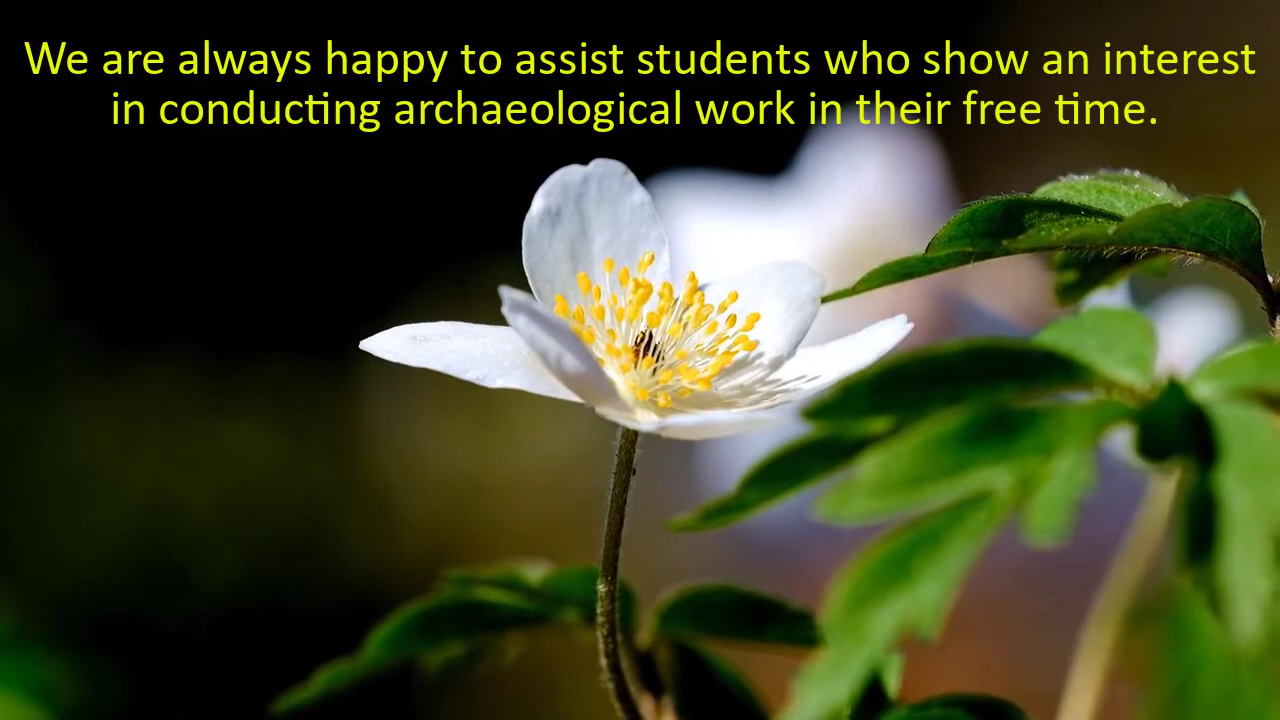 We are always happy to assist students who show an interest
in conducting archaeological work in their free time.